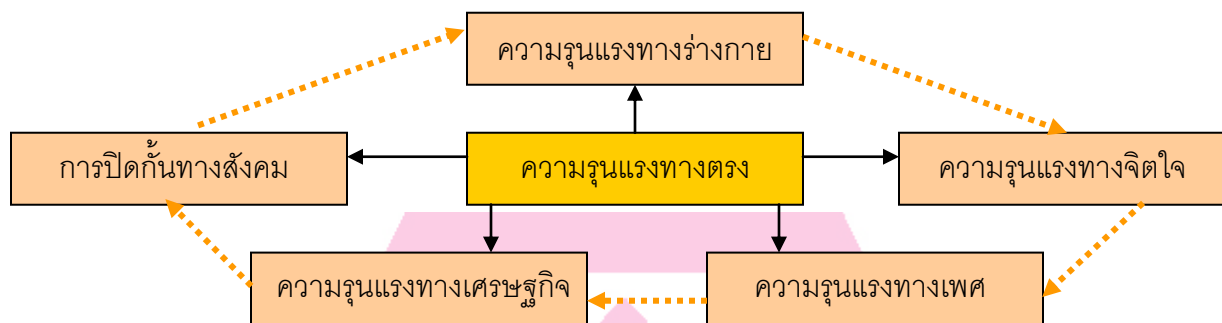 ความรุนแรงทางร่างกาย
การปิดกั้นทางสังคม
ความรุนแรงทางตรง
ความรุนแรงทางจิตใจ
ความรุนแรงทางเศรษฐกิจ
ความรุนแรงทางเพศ